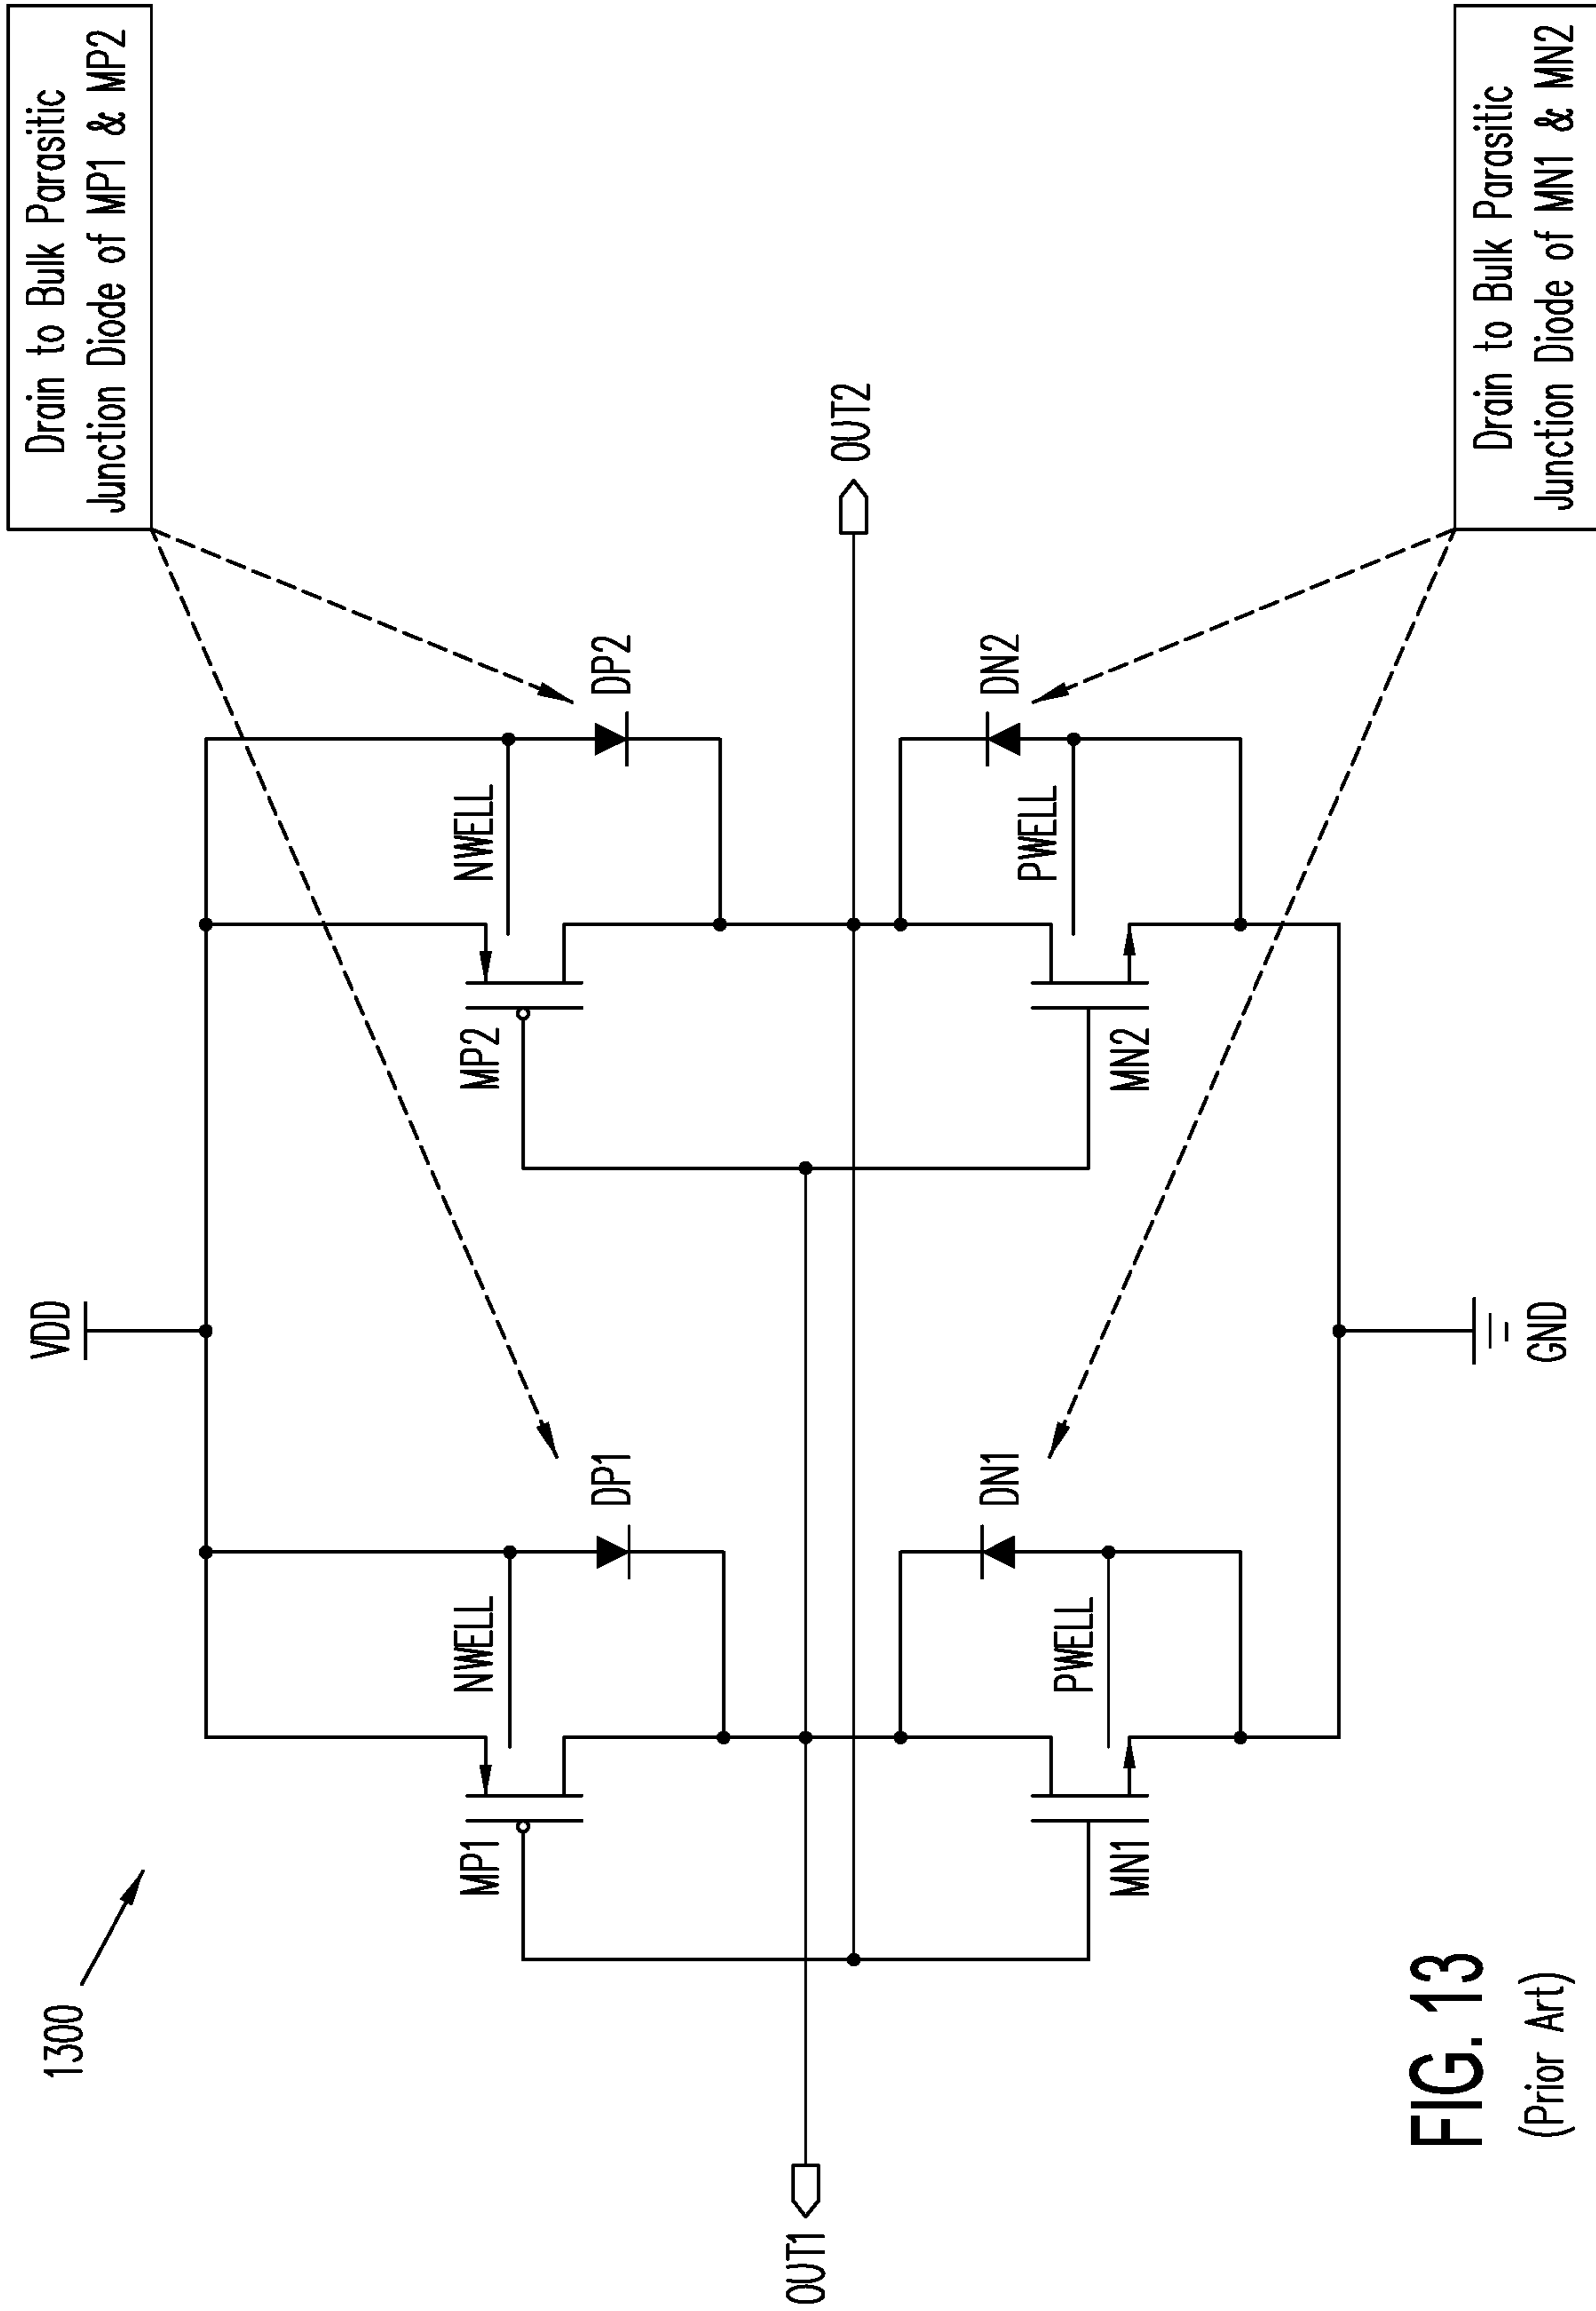 1300
VDD
Drain to Bulk Parasitic
Junction Diode of MP1 & MP2
MP1
NWELL
DP1
MP2
NWELL
DP2
OUT1
OUT2
MN1
PWELL
DN1
MN2
PWELL
DN2
GND
Drain to Bulk Parasitic
Junction Diode of MN1 & MN2
FIG. 13
(Prior Art)